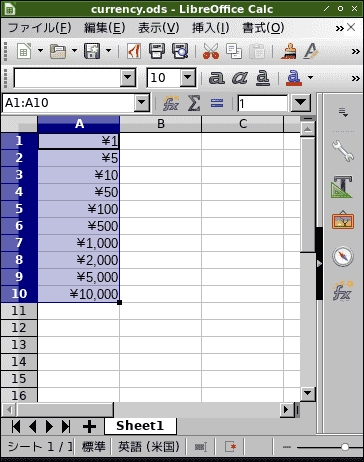 currency.ods - LibreOffice Calc
ファイル(F) 編集(E) 表示(V) 挿入(I) 書式(O) »
»
10 a a a a »
A1:A10 fx Σ = 1
A B C
1 ¥1
2 ¥5
3 ¥10
4 ¥50
5 ¥100
6 ¥500
7 ¥1,000
8 ¥2,000
9 ¥5,000
10 ¥10,000
11
12
13
14
15
16
Sheet1
シート 1 / 1 標準 英語 (米国)